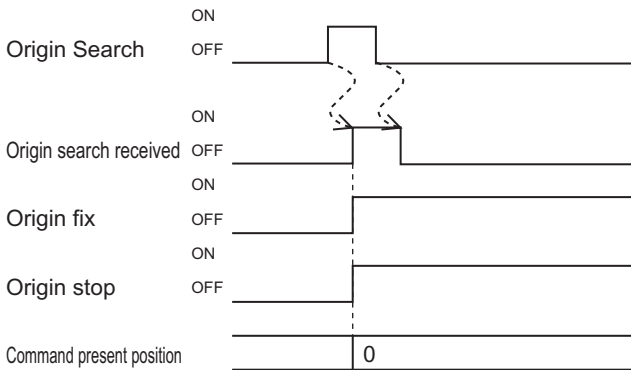 ON
Origin Search OFF
ON
Origin search received OFF
ON
Origin fix OFF
ON
Origin stop OFF
Command present position 0